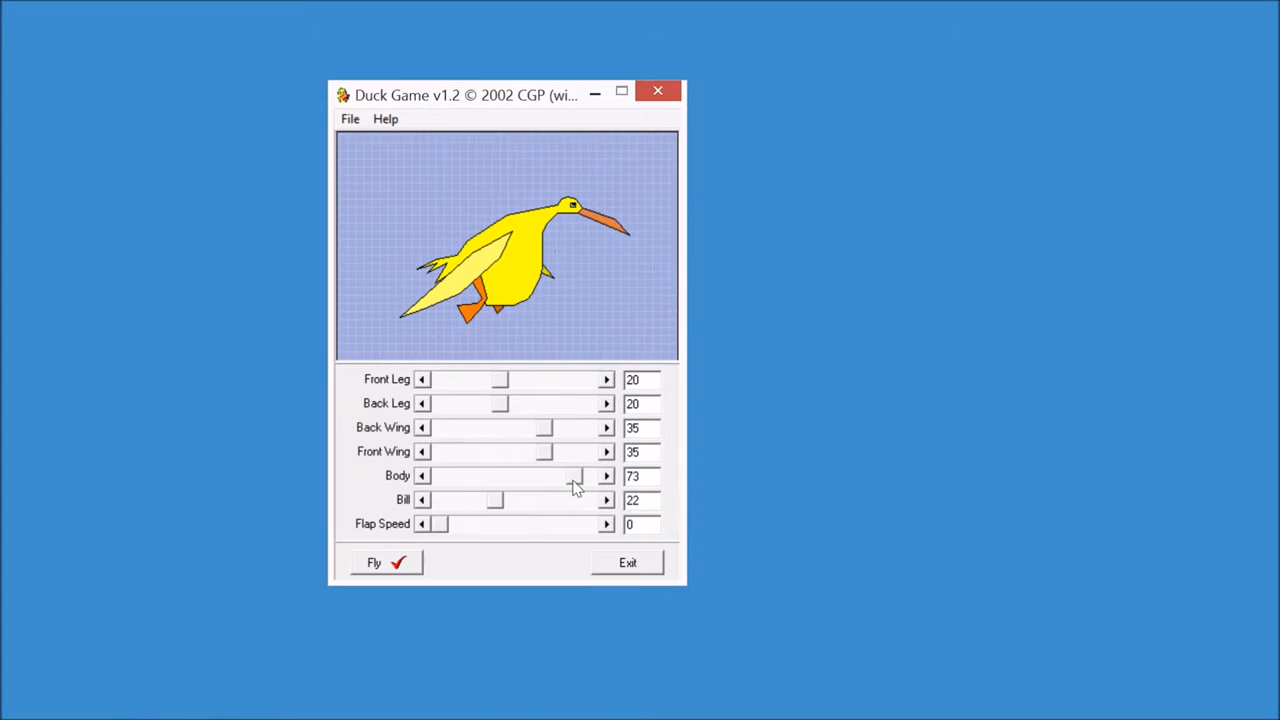 Duck Game v1.2 © 2002 CGP (wi...
File Help
Front Leg 20
Back Leg 20
Back Wing 35
Front Wing 35
Body 73
Bill 22
Flap Speed 0
Fly Exit